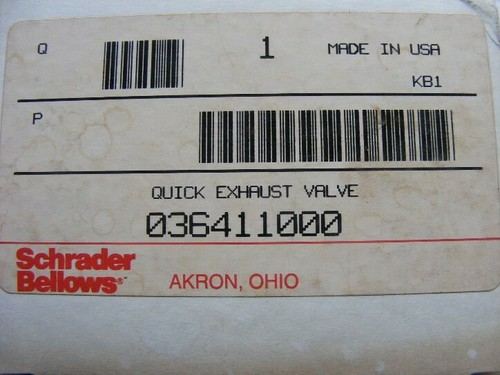 Q 1 MADE IN USA
KB1
P
QUICK EXHAUST VALVE
036411000
Schrader
Bellows®
AKRON, OHIO